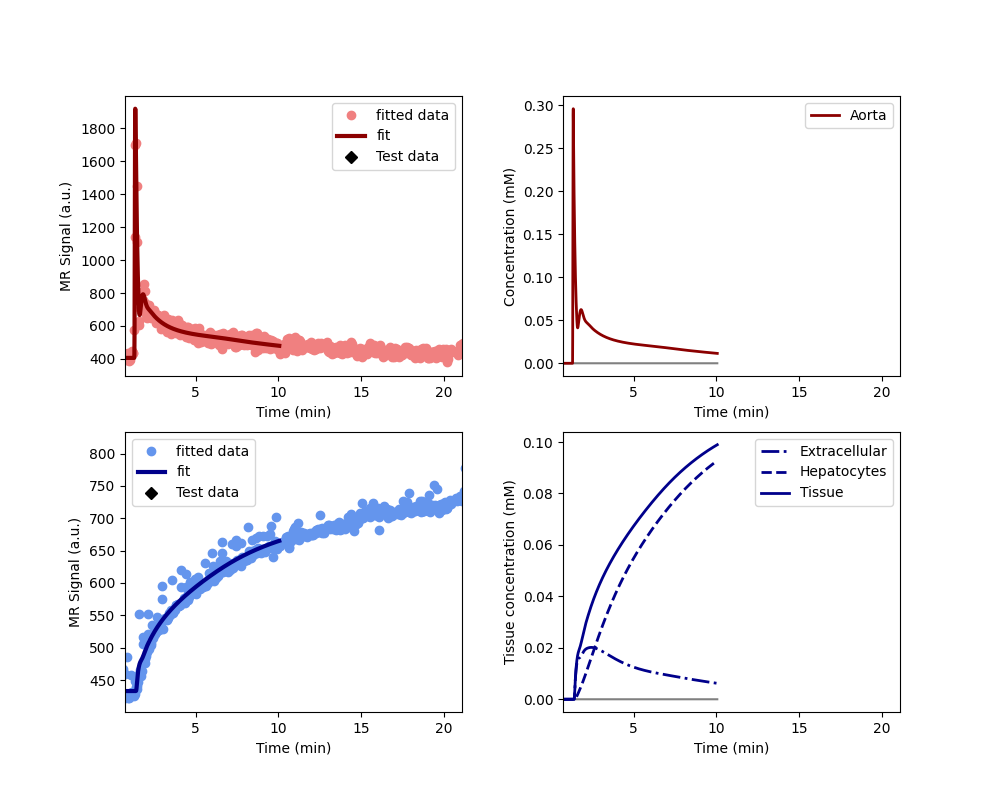 1800
1600
1400
1200
1000
800
600
400
MR Signal (a.u.)
5
10
15
20
Time (min)
fitted data
fit
Test data
0.30
0.25
0.20
0.15
0.10
0.05
0.00
Concentration (mM)
5
10
15
20
Time (min)
Aorta
800
750
700
650
600
550
500
450
MR Signal (a.u.)
5
10
15
20
Time (min)
fitted data
fit
Test data
0.10
0.08
0.06
0.04
0.02
0.00
Tissue concentration (mM)
5
10
15
20
Time (min)
Extracellular
Hepatocytes
Tissue